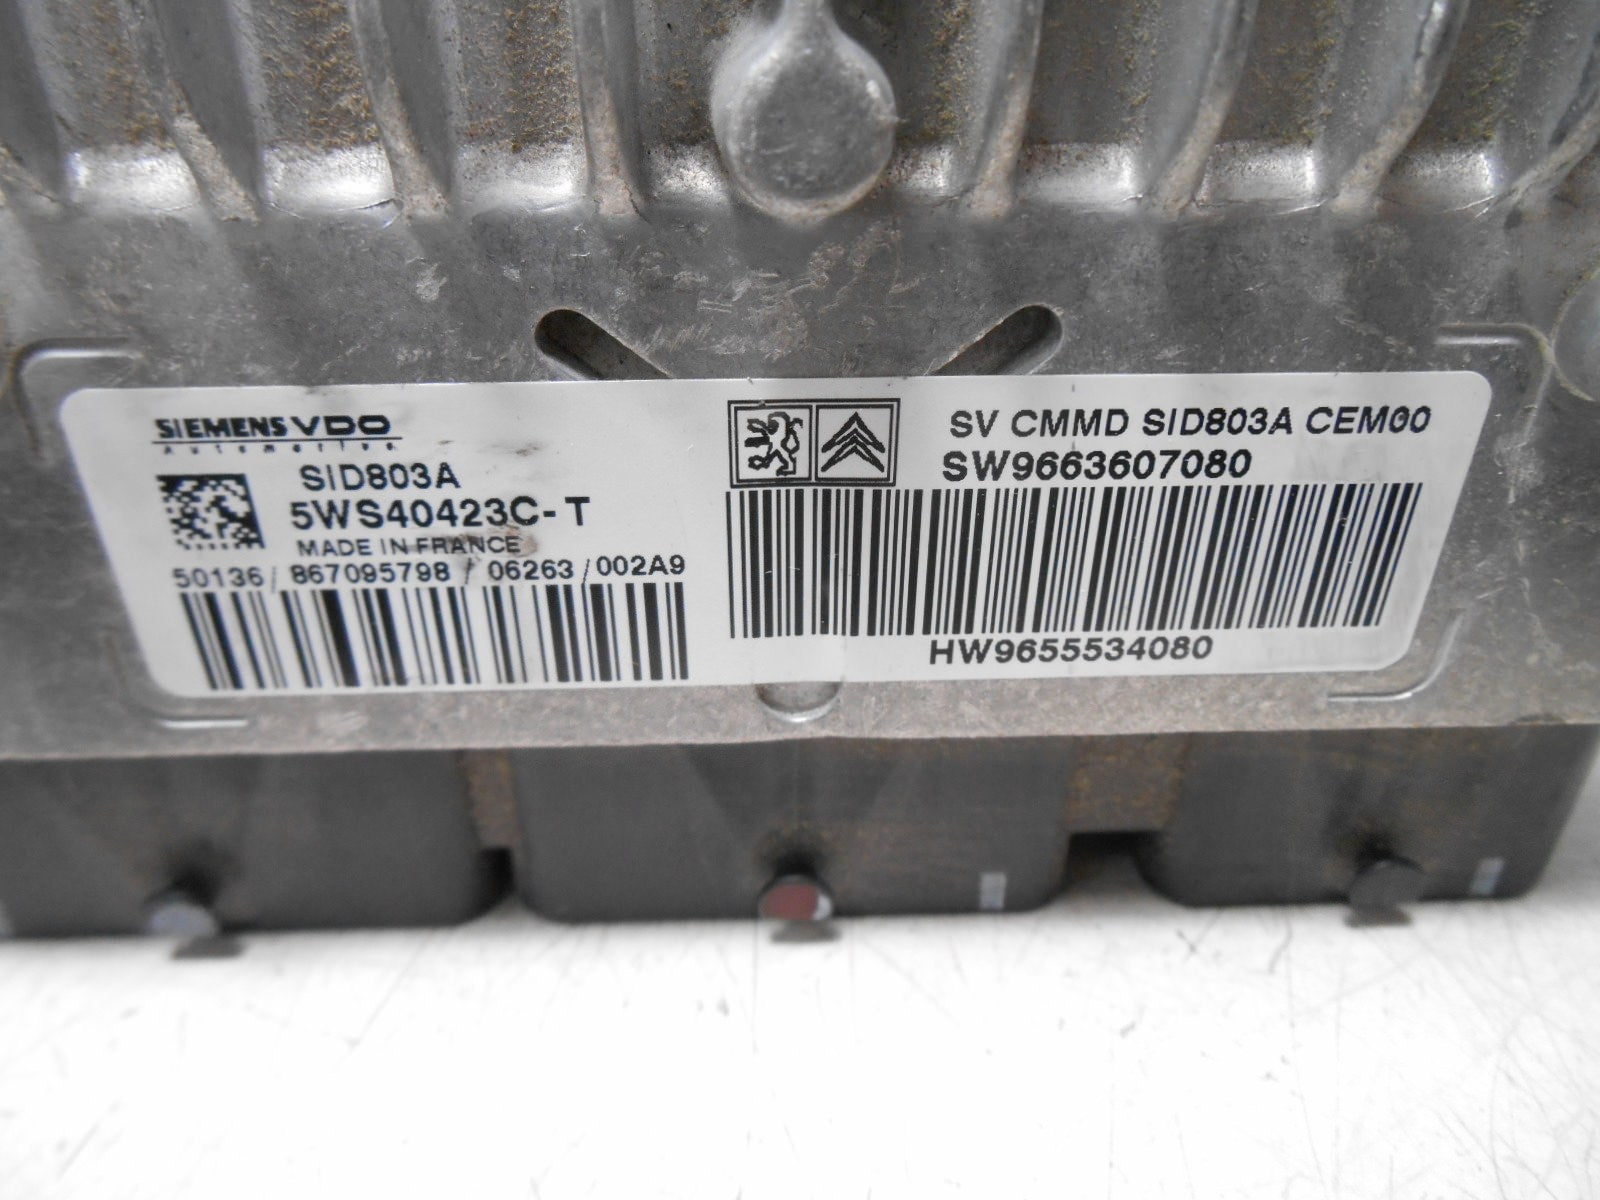 SIEMENS VDO
Automotive
SID803A
5WS40423C-T
MADE IN FRANCE
50136 / 867095798 / 06263 / 002A9
SV CMMD SID803A CEM00
SW9663607080
HW9655534080